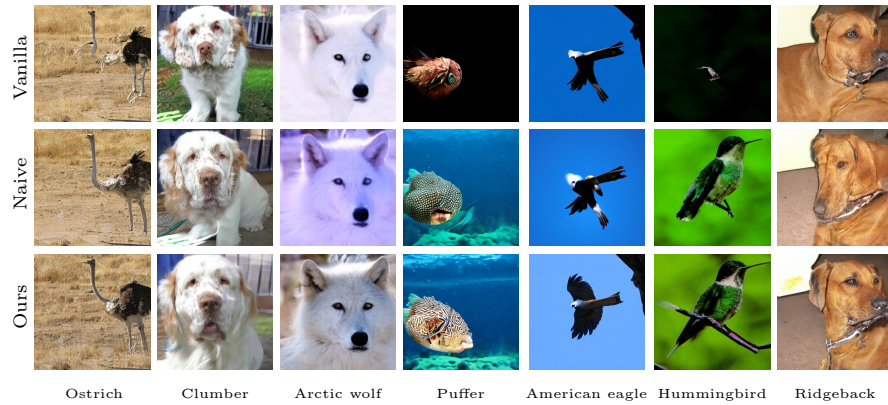 Vanilla
Naive
Ours
Ostrich Clumber Arctic wolf Puffer American eagle Hummingbird Ridgeback